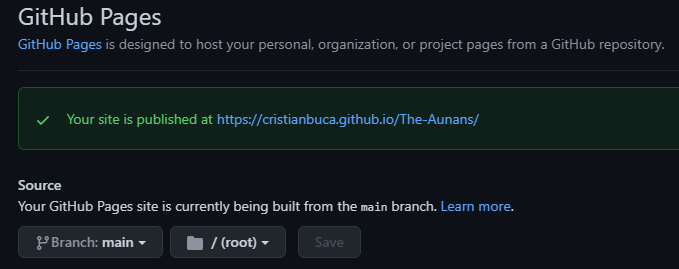 GitHub Pages
GitHub Pages is designed to host your personal, organization, or project pages from a GitHub repository.
Your site is published at https://cristianbuca.github.io/The-Aunans/
Source
Your GitHub Pages site is currently being built from the main branch. Learn more.
Branch: main / (root) Save